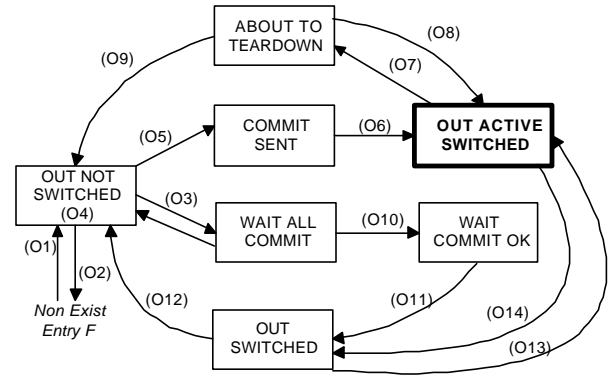 ABOUT TO
TEARDOWN
(O8)
(O9)
(O7)
(O5)
COMMIT
SENT
(O6)
OUT ACTIVE
SWITCHED
OUT NOT
SWITCHED
(O4)
(O3)
WAIT ALL
COMMIT
(O10)
WAIT
COMMIT OK
(O1)
(O2)
Non Exist
Entry F
(O12)
(O11)
(O14)
OUT
SWITCHED
(O13)